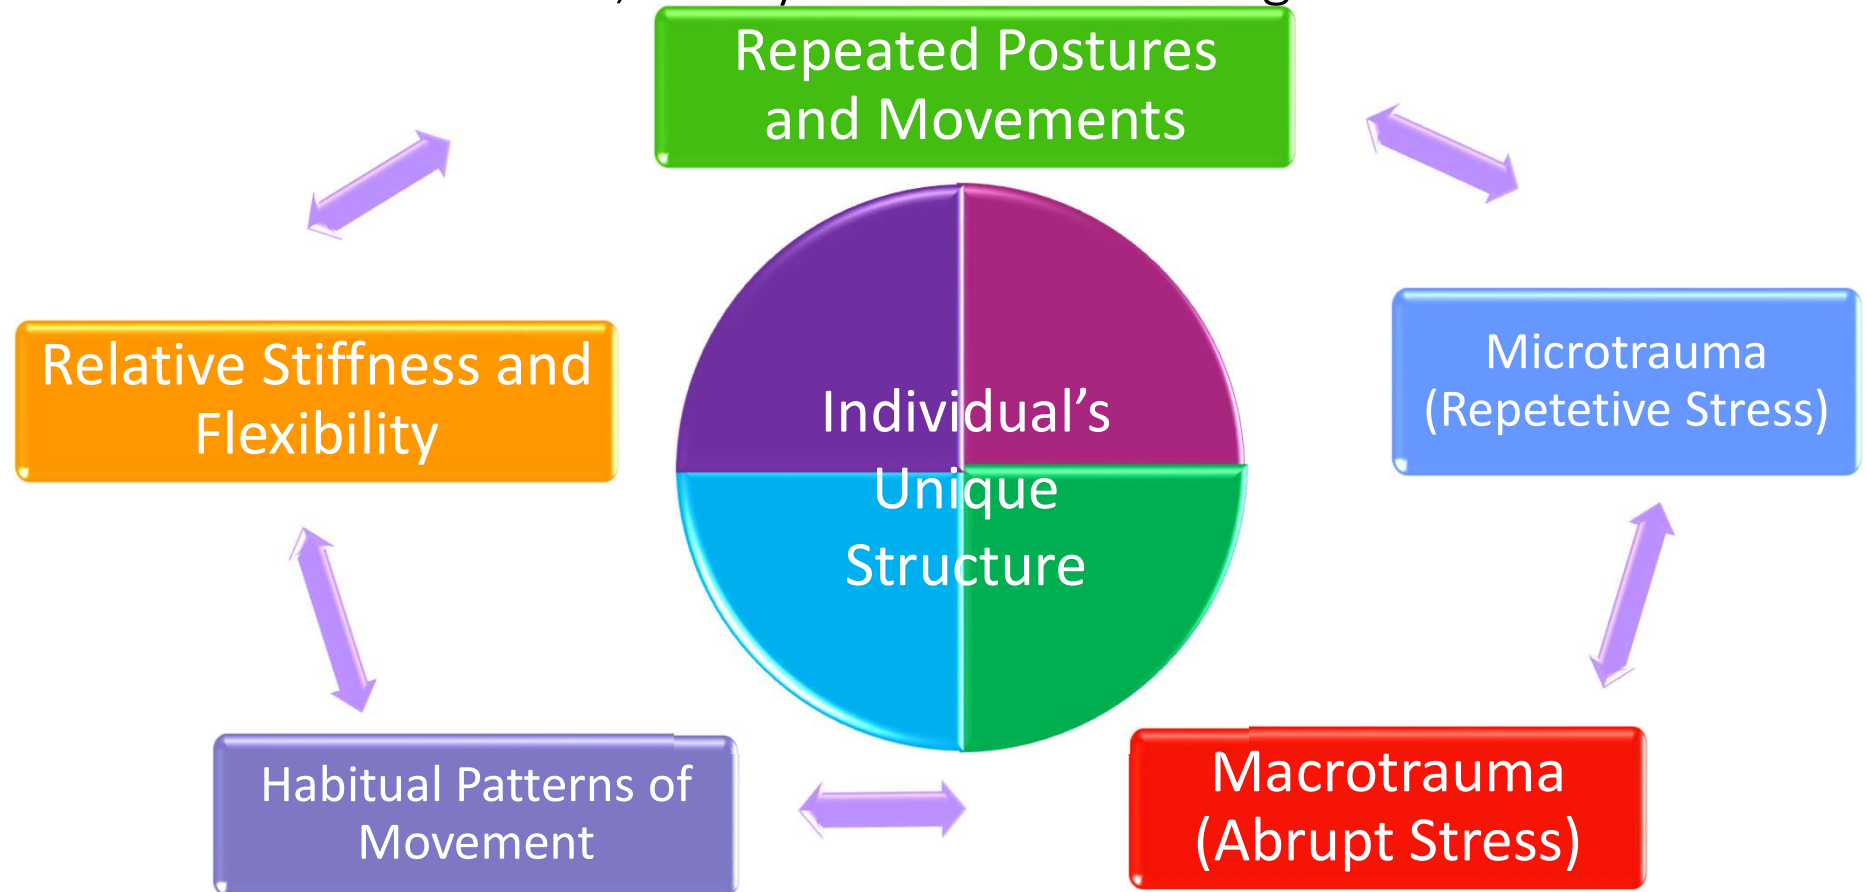 Repeated Postures
and Movements
Relative Stiffness and
Flexibility
Individual’s
Unique
Structure
Microtrauma
(Repetetive Stress)
Habitual Patterns of
Movement
Macrotrauma
(Abrupt Stress)